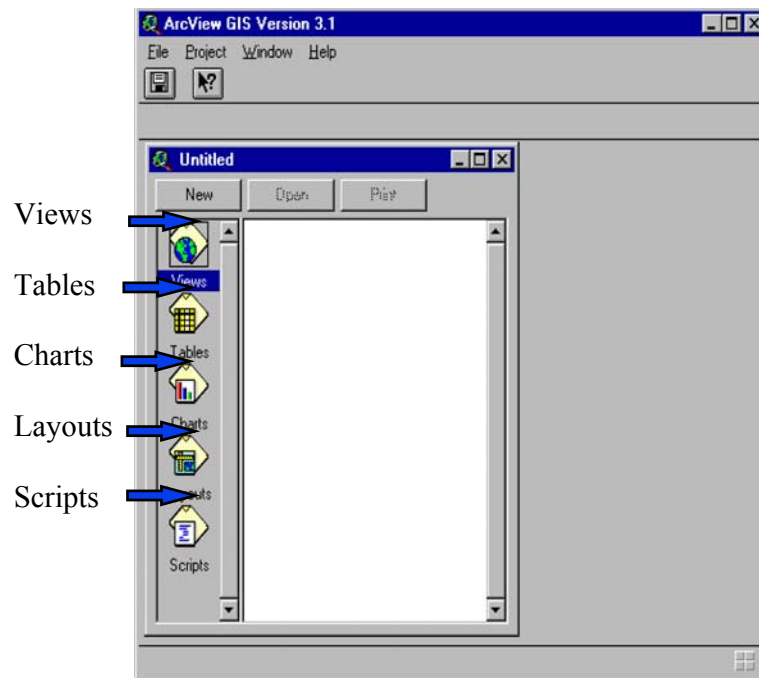 ArcView GIS Version 3.1
File Project Window Help
Untitled
New Open Print
Views
Views
Tables
Tables
Charts
Charts
Layouts
Scripts
Scripts